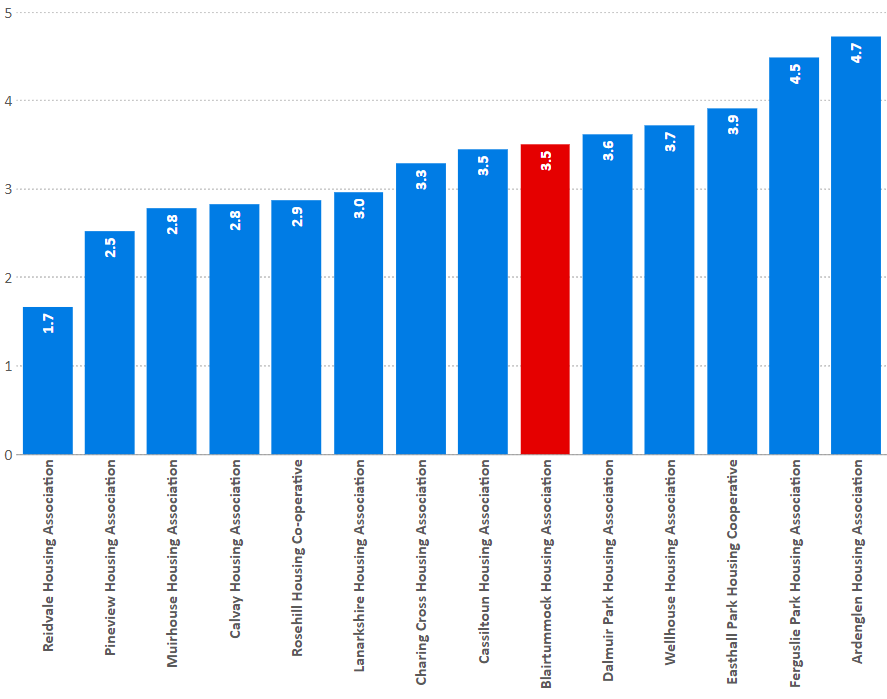 5
4
3
2
1
0
1.7
2.5
2.8
2.8
2.9
3.0
3.3
3.5
3.5
3.6
3.7
3.9
4.5
4.7
Reidvale Housing Association
Pineview Housing Association
Muirhouse Housing Association
Calvay Housing Association
Rosehill Housing Co-operative
Lanarkshire Housing Association
Charing Cross Housing Association
Cassiltoun Housing Association
Blairtummock Housing Association
Dalmuir Park Housing Association
Wellhouse Housing Association
Easthall Park Housing Cooperative
Ferguslie Park Housing Association
Ardenglen Housing Association